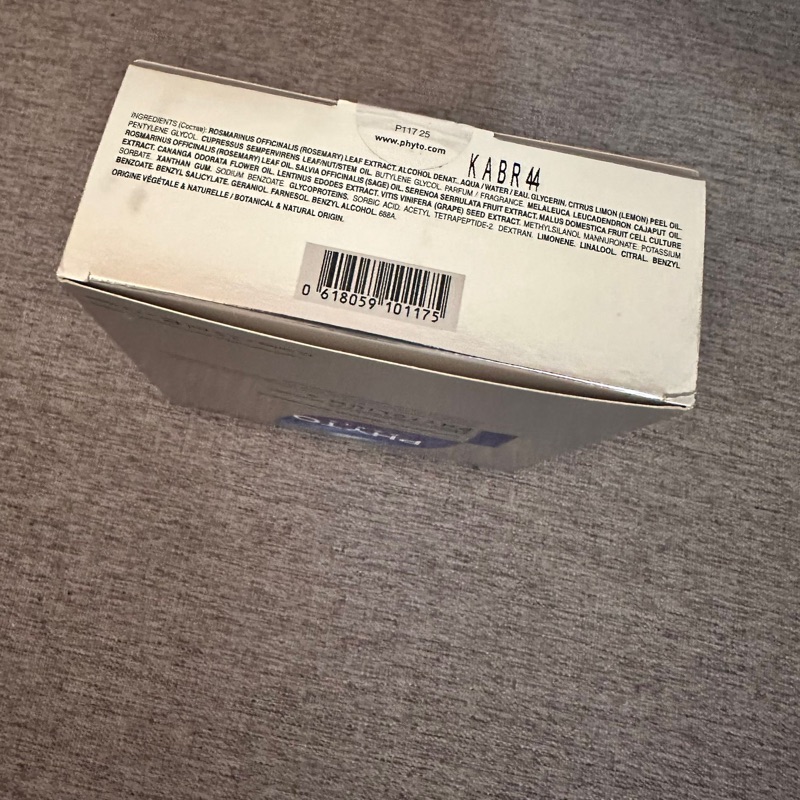 P117 25
www.phyto.com
KABR 44
INGREDIENTS (Состав): ROSMARINUS OFFICINALIS (ROSEMARY) LEAF EXTRACT. ALCOHOL DENAT. AQUA / WATER / EAU. GLYCERIN. CITRUS LIMON (LEMON) PEEL OIL.
PENTYLENE GLYCOL. CUPRESSUS SEMPERVIRENS LEAF/NUT/STEM OIL. BUTYLENE GLYCOL. PARFUM / FRAGRANCE. MELALEUCA LEUCADENDRON CAJAPUT OIL.
ROSMARINUS OFFICINALIS (ROSEMARY) LEAF OIL. SALVIA OFFICINALIS (SAGE) OIL. SERENOA SERRULATA FRUIT EXTRACT. MALUS DOMESTICA FRUIT CELL CULTURE
EXTRACT. CANANGA ODORATA FLOWER OIL. LENTINUS EDODES EXTRACT. VITIS VINIFERA (GRAPE) SEED EXTRACT. METHYLSILANOL MANNURONATE. POTASSIUM
SORBATE. XANTHAN GUM. SODIUM BENZOATE. GLYCOPROTEINS. SORBIC ACID. ACETYL TETRAPEPTIDE-2. DEXTRAN. LIMONENE. LINALOOL. CITRAL. BENZYL
BENZOATE. BENZYL SALICYLATE. GERANIOL. FARNESOL. BENZYL ALCOHOL. 688A.
ORIGINE VÉGÉTALE & NATURELLE / BOTANICAL & NATURAL ORIGIN.
0 618059 101175
PHYTO